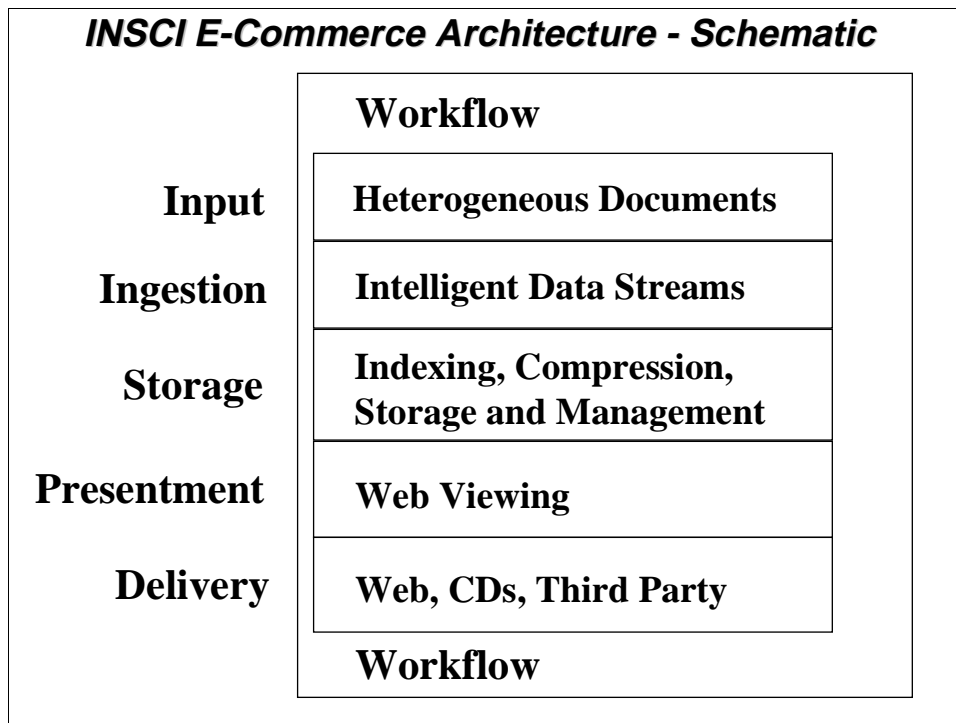 INSCI E-Commerce Architecture - Schematic
Workflow
Input
Heterogeneous Documents
Ingestion
Intelligent Data Streams
Storage
Indexing, Compression,
Storage and Management
Presentment
Web Viewing
Delivery
Web, CDs, Third Party
Workflow